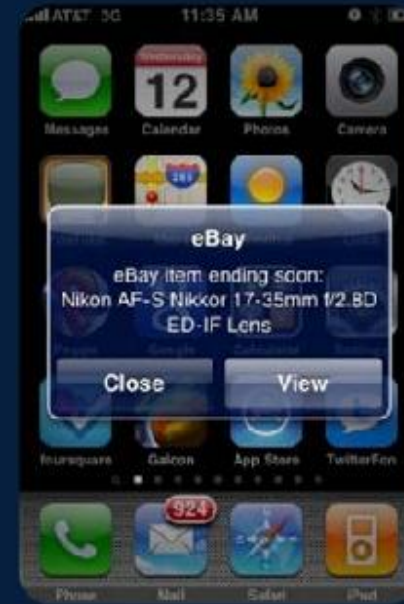 AT&T 3G 11:35 AM
Messages Calendar Photos Camera
Wednesday
12
280
eBay
eBay item ending soon:
Nikon AF-S Nikkor 17-35mm f/2.8D
ED-IF Lens
Close View
foursquare Galcon App Store TwitterFon
924
Phone Mail Safari iPod